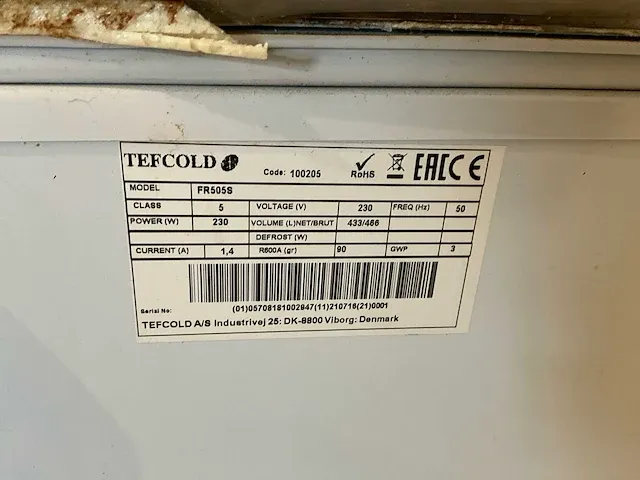 TEFCOLD Code: 100205 RoHS EAC CE
MODEL FR505S
CLASS 5 VOLTAGE (V) 230 FREQ (Hz) 50
POWER (W) 230 VOLUME (L)NET/BRUT 433/466
DEFROST (W)
CURRENT (A) 1,4 R600A (gr) 90 GWP 3
Serial No: (01)05708181002947(11)210716(21)0001
TEFCOLD A/S Industrivej 25: DK-8800 Viborg: Denmark